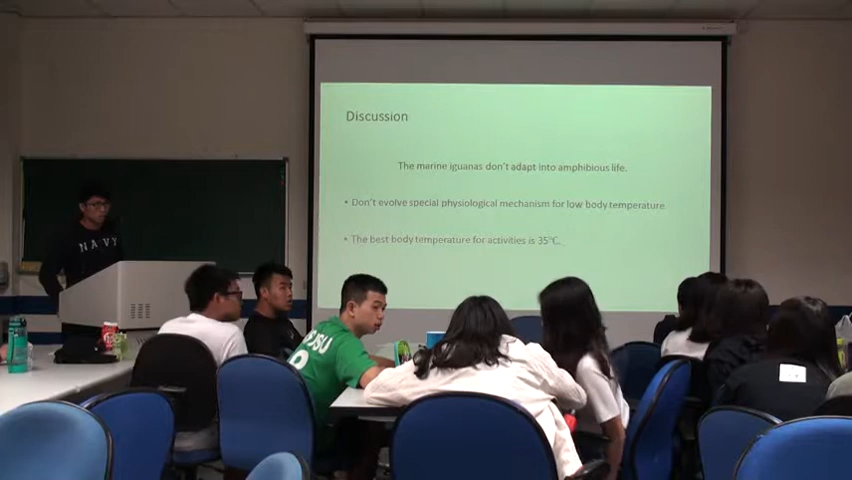 Discussion
The marine iguanas don't adapt into amphibious life.
• Don't evolve special physiological mechanism for low body temperature
• The best body temperature for activities is 35℃.
NAVY